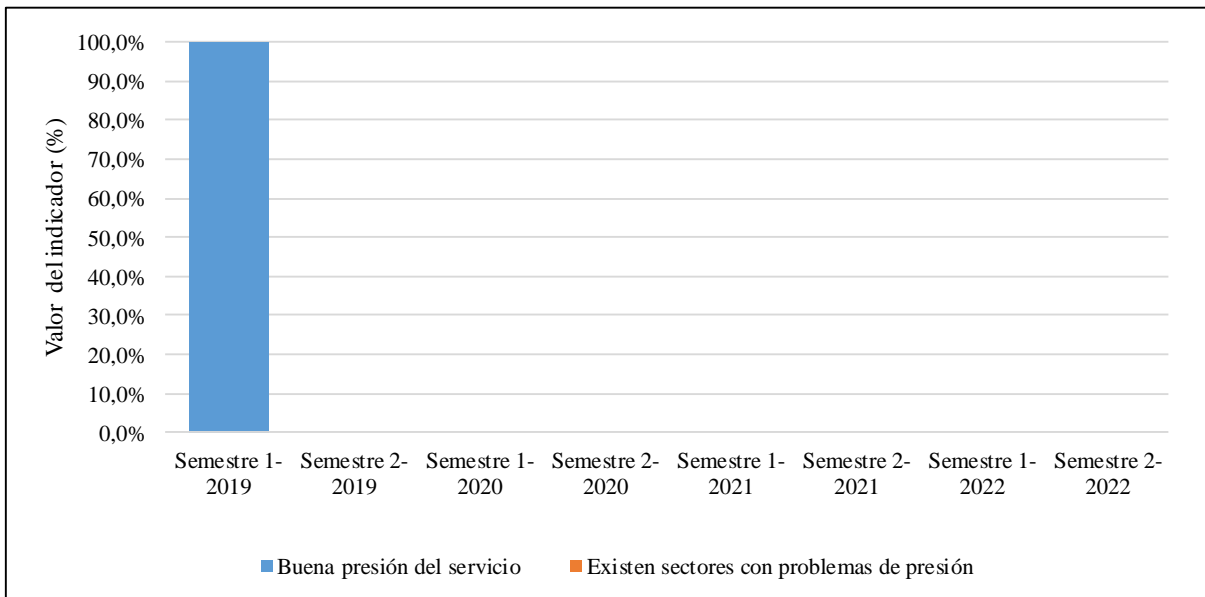 Valor del indicador (%)
100,0%
90,0%
80,0%
70,0%
60,0%
50,0%
40,0%
30,0%
20,0%
10,0%
0,0%
Semestre 1-
2019
Semestre 2-
2019
Semestre 1-
2020
Semestre 2-
2020
Semestre 1-
2021
Semestre 2-
2021
Semestre 1-
2022
Semestre 2-
2022
Buena presión del servicio
Existen sectores con problemas de presión